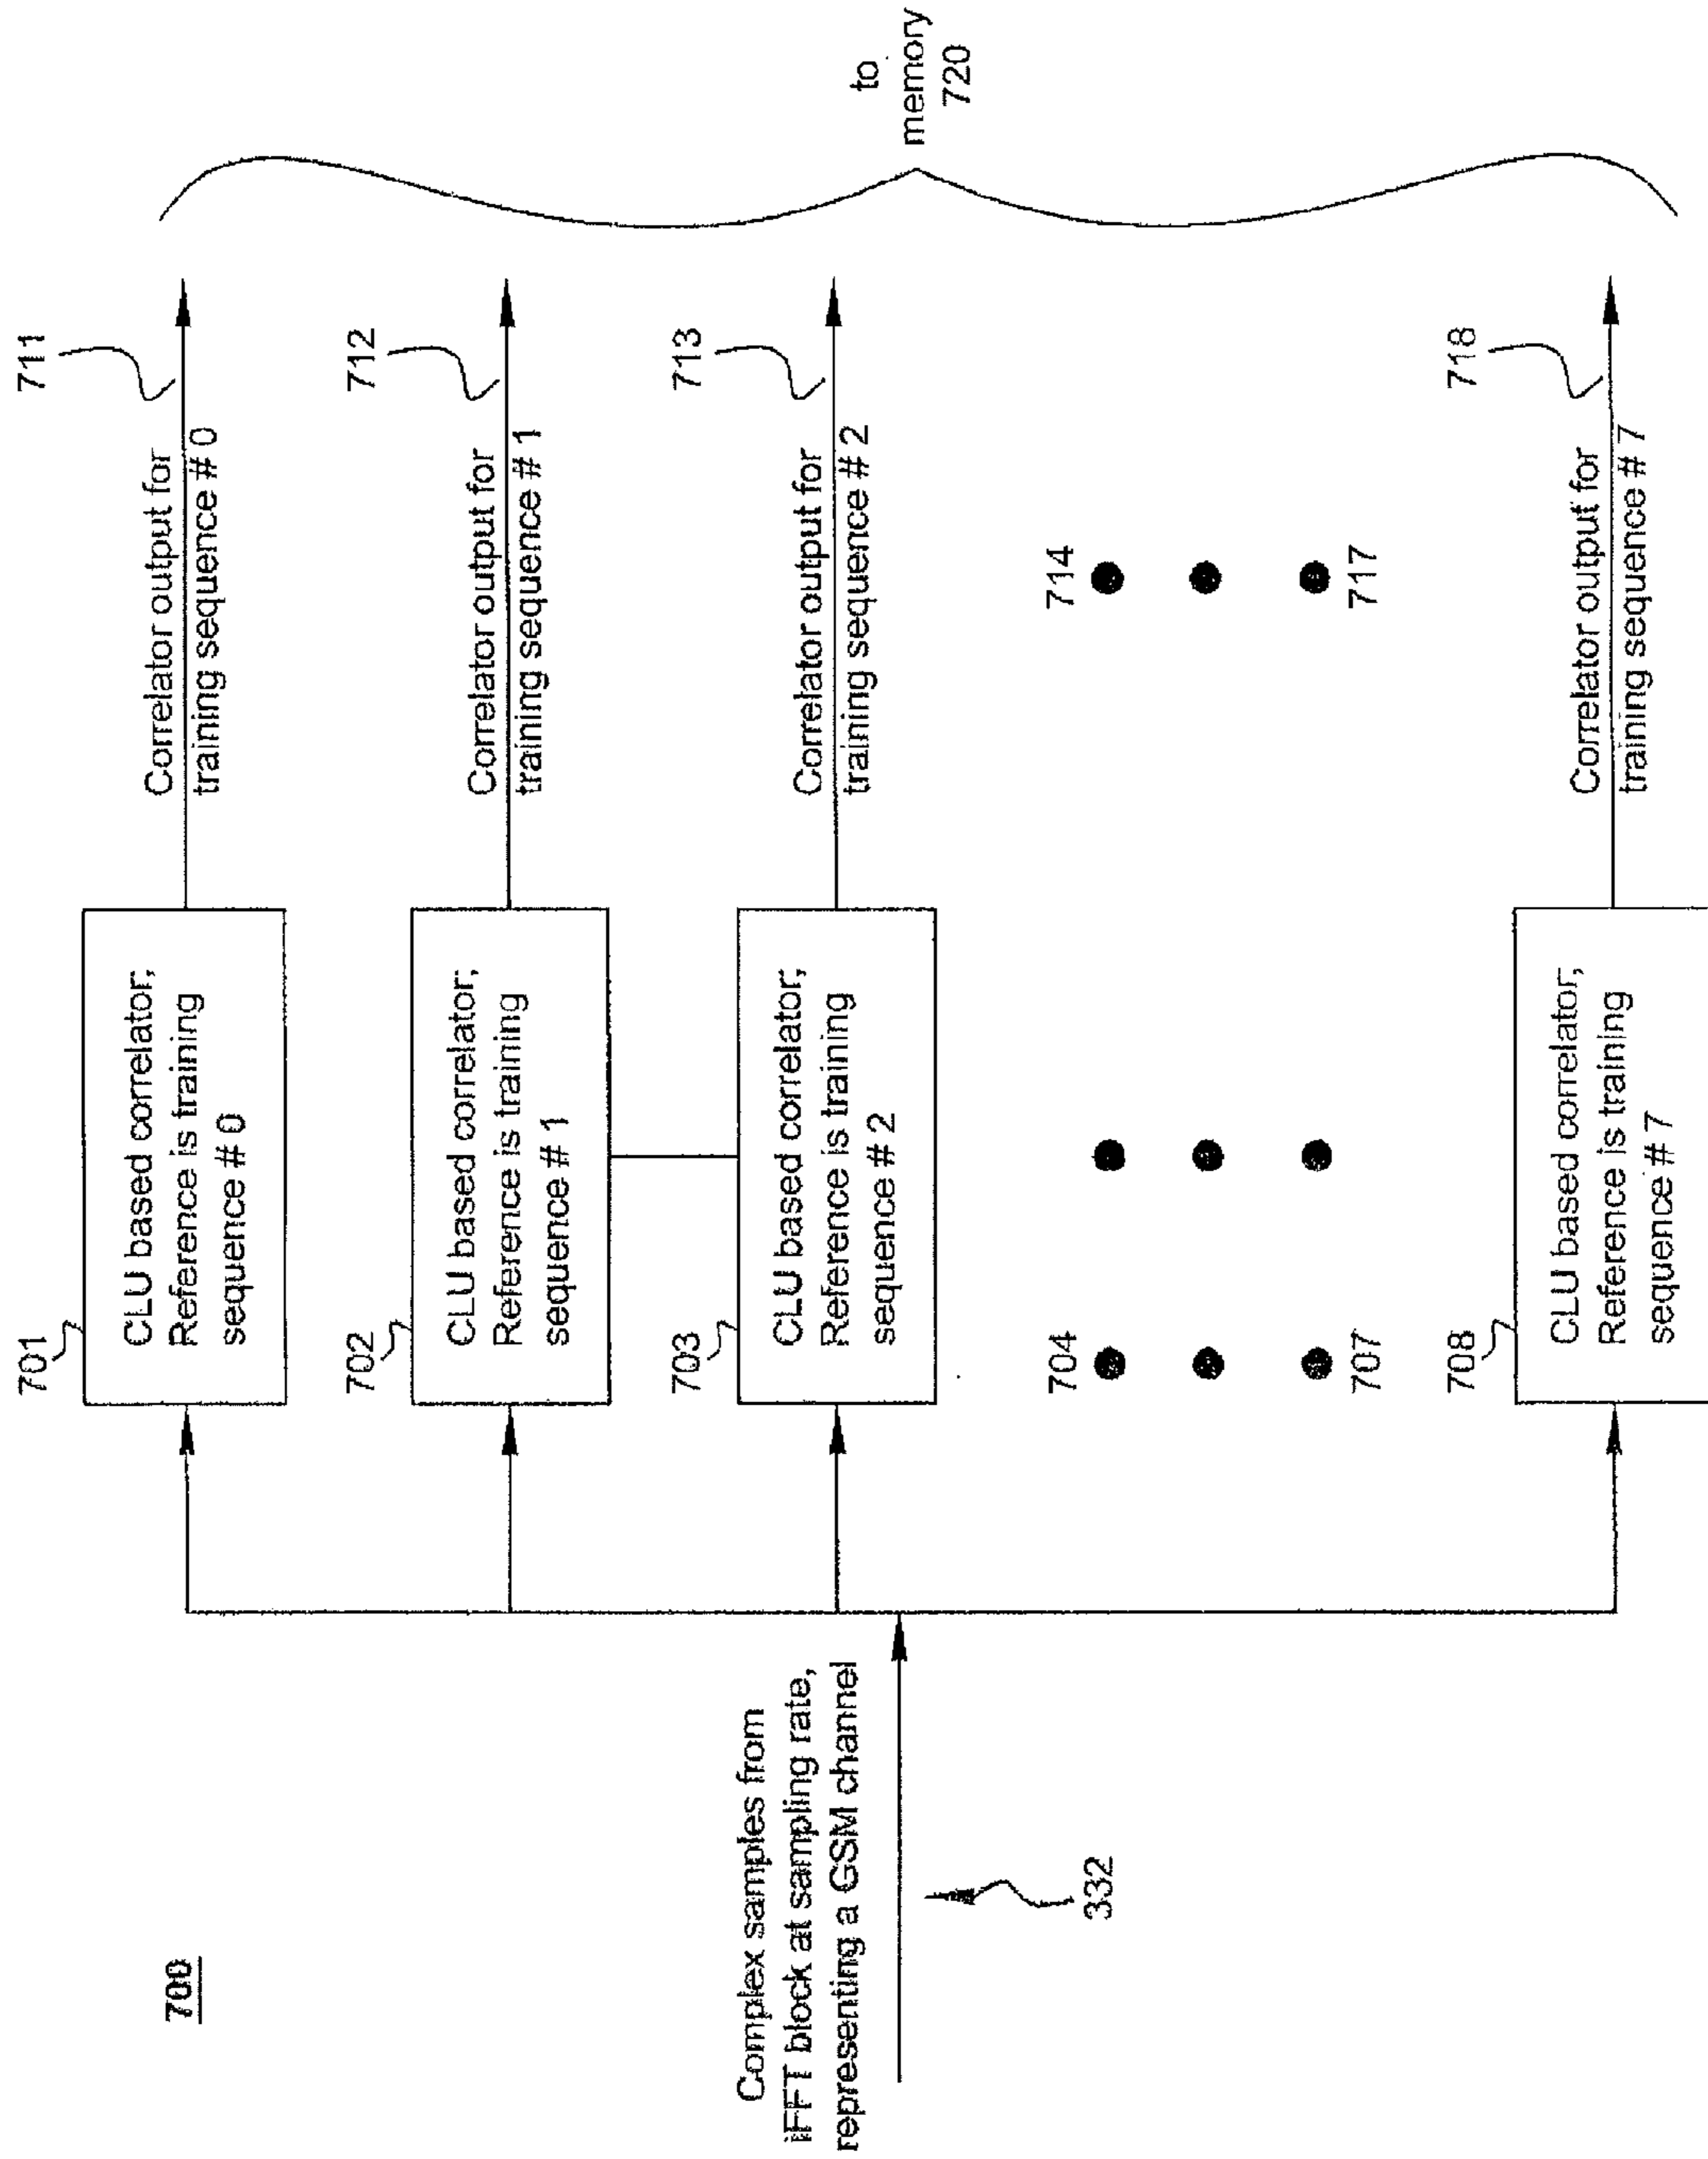 700
Complex samples from
iFFT block at sampling rate,
representing a GSM channel
332
701
CLU based correlator,
Reference is training
sequence # 0
711
Correlator output for
training sequence # 0
702
CLU based correlator,
Reference is training
sequence # 1
712
Correlator output for
training sequence # 1
703
CLU based correlator,
Reference is training
sequence # 2
713
Correlator output for
training sequence # 2
704
707
714
717
708
CLU based correlator,
Reference is training
sequence # 7
718
Correlator output for
training sequence # 7
to
memory
720